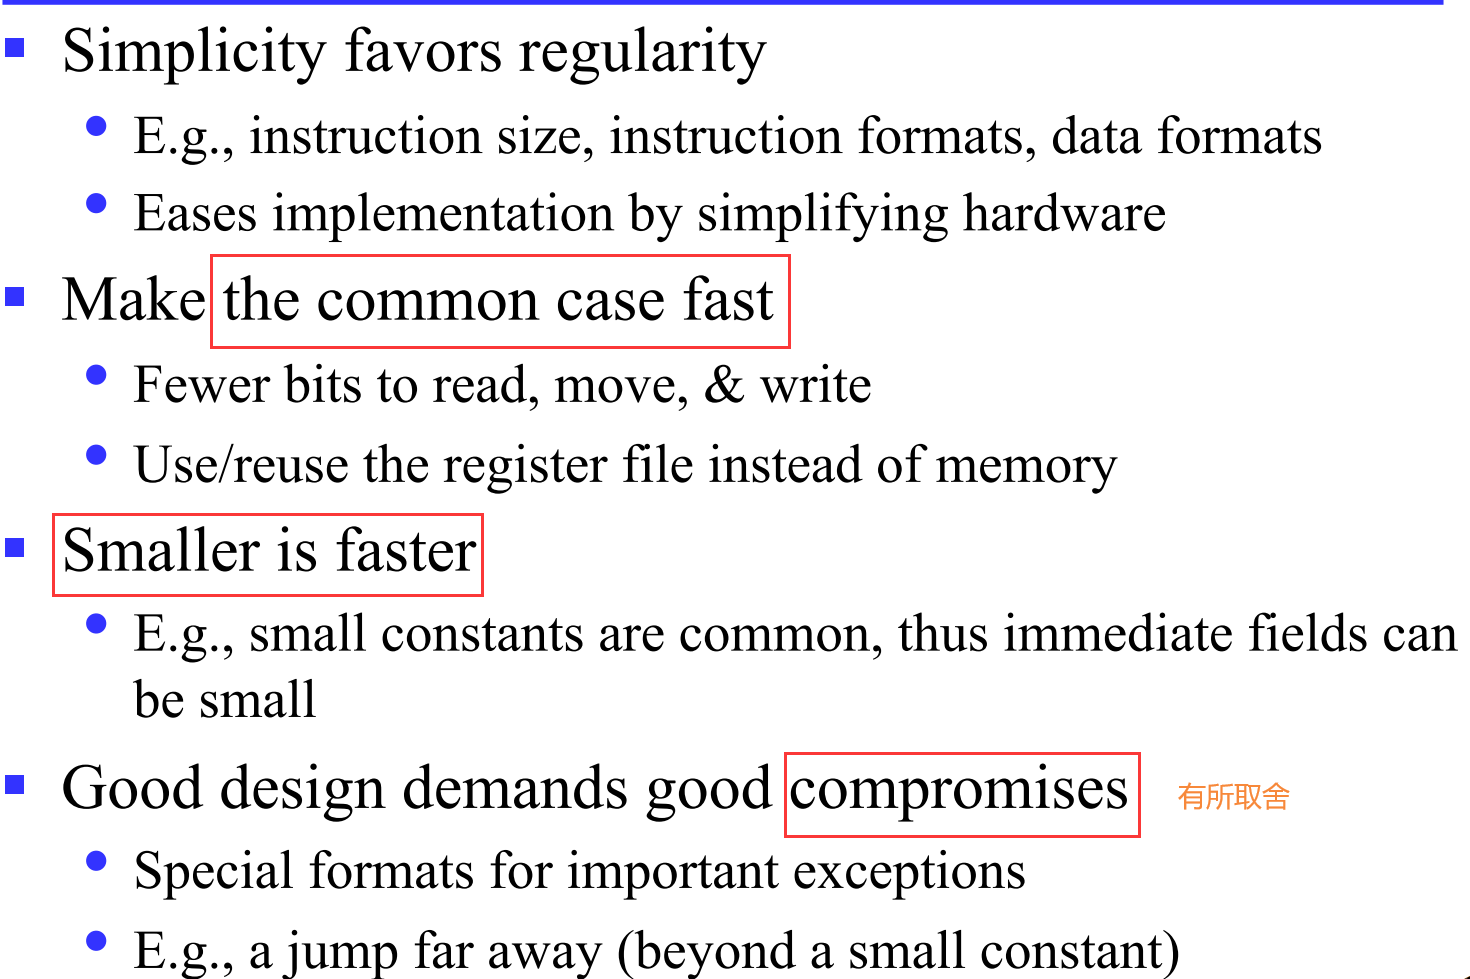 Simplicity favors regularity
E.g., instruction size, instruction formats, data formats
Eases implementation by simplifying hardware
Make the common case fast
Fewer bits to read, move, & write
Use/reuse the register file instead of memory
Smaller is faster
E.g., small constants are common, thus immediate fields can
be small
Good design demands good compromises 有所取舍
Special formats for important exceptions
E.g., a jump far away (beyond a small constant)